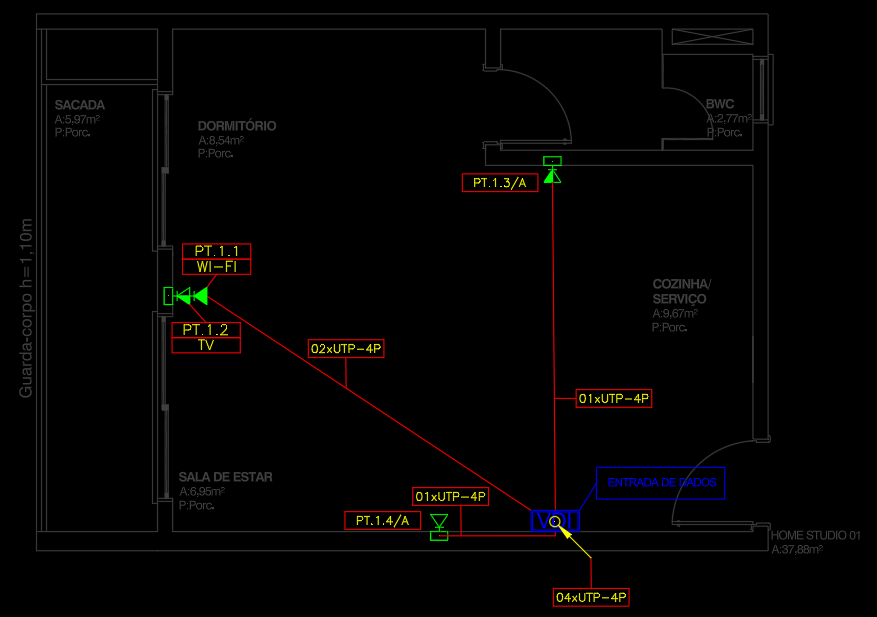 SACADA
A:5,97m²
P:Porc.
DORMITÓRIO
A:8,54m²
P:Porc.
BWC
A:2,77m²
P:Porc.
PT.1.3/A
Guarda-corpo h=1,10m
PT.1.1
WI-FI
PT.1.2
TV
COZINHA/
SERVIÇO
A:9,67m²
P:Porc.
02xUTP-4P
01xUTP-4P
SALA DE ESTAR
A:6,95m²
P:Porc.
01xUTP-4P
ENTRADA DE DADOS
PT.1.4/A
VDI
HOME STUDIO 01
A:37,88m²
04xUTP-4P